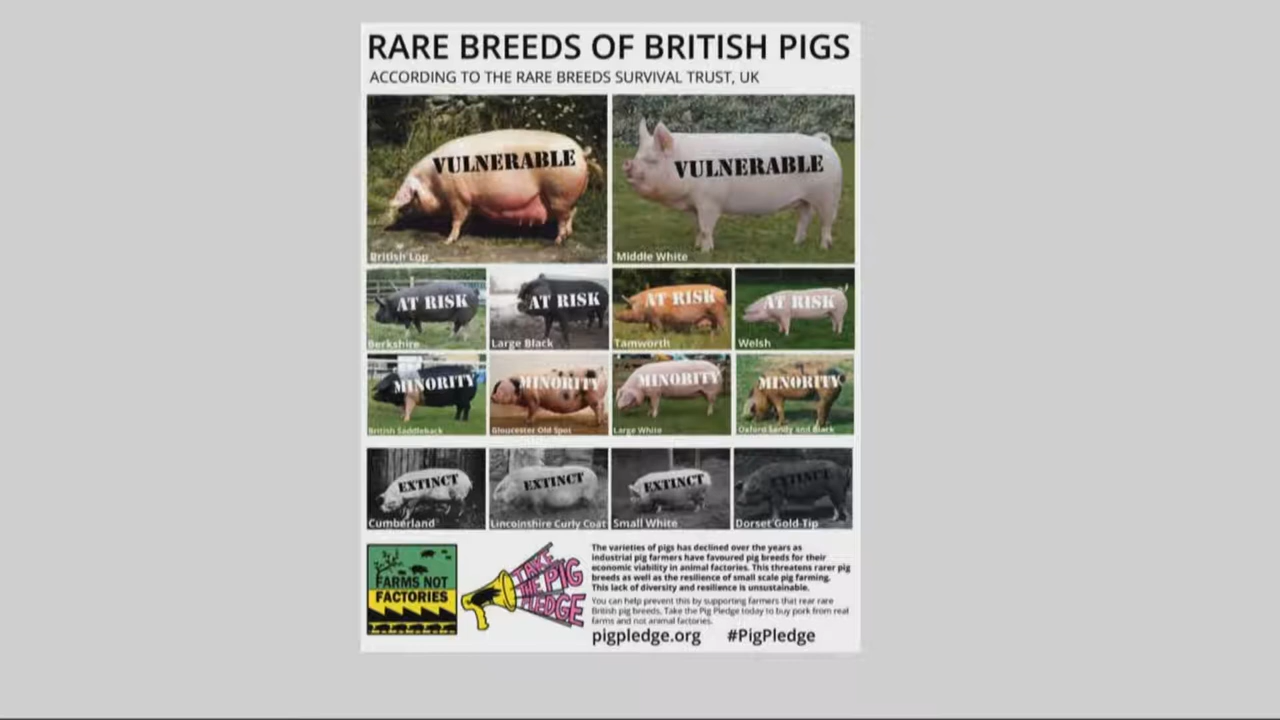 RARE BREEDS OF BRITISH PIGS
ACCORDING TO THE RARE BREEDS SURVIVAL TRUST, UK
VULNERABLE
VULNERABLE
British Lop
Middle White
AT RISK
AT RISK
AT RISK
AT RISK
Berkshire
Large Black
Tamworth
Welsh
MINORITY
MINORITY
MINORITY
MINORITY
British Saddleback
Gloucester Old Spot
Large White
Oxford Sandy and Black
EXTINCT
EXTINCT
EXTINCT
EXTINCT
Cumberland
Lincolnshire Curly Coat
Small White
Dorset Gold Tip
FARMS NOT
FACTORIES
TAKE
THE PIG
PLEDGE
The varieties of pigs has declined over the years as
industrial pig farmers have favoured pig breeds for their
economic viability in animal factories. This threatens rarer pig
breeds as well as the resilience of small scale pig farming.
This lack of diversity and resilience is unsustainable.
You can help prevent this by supporting farmers that rear rare
British pig breeds. Take the Pig Pledge today to buy pork from real
farms and not animal factories.
pigpledge.org #PigPledge